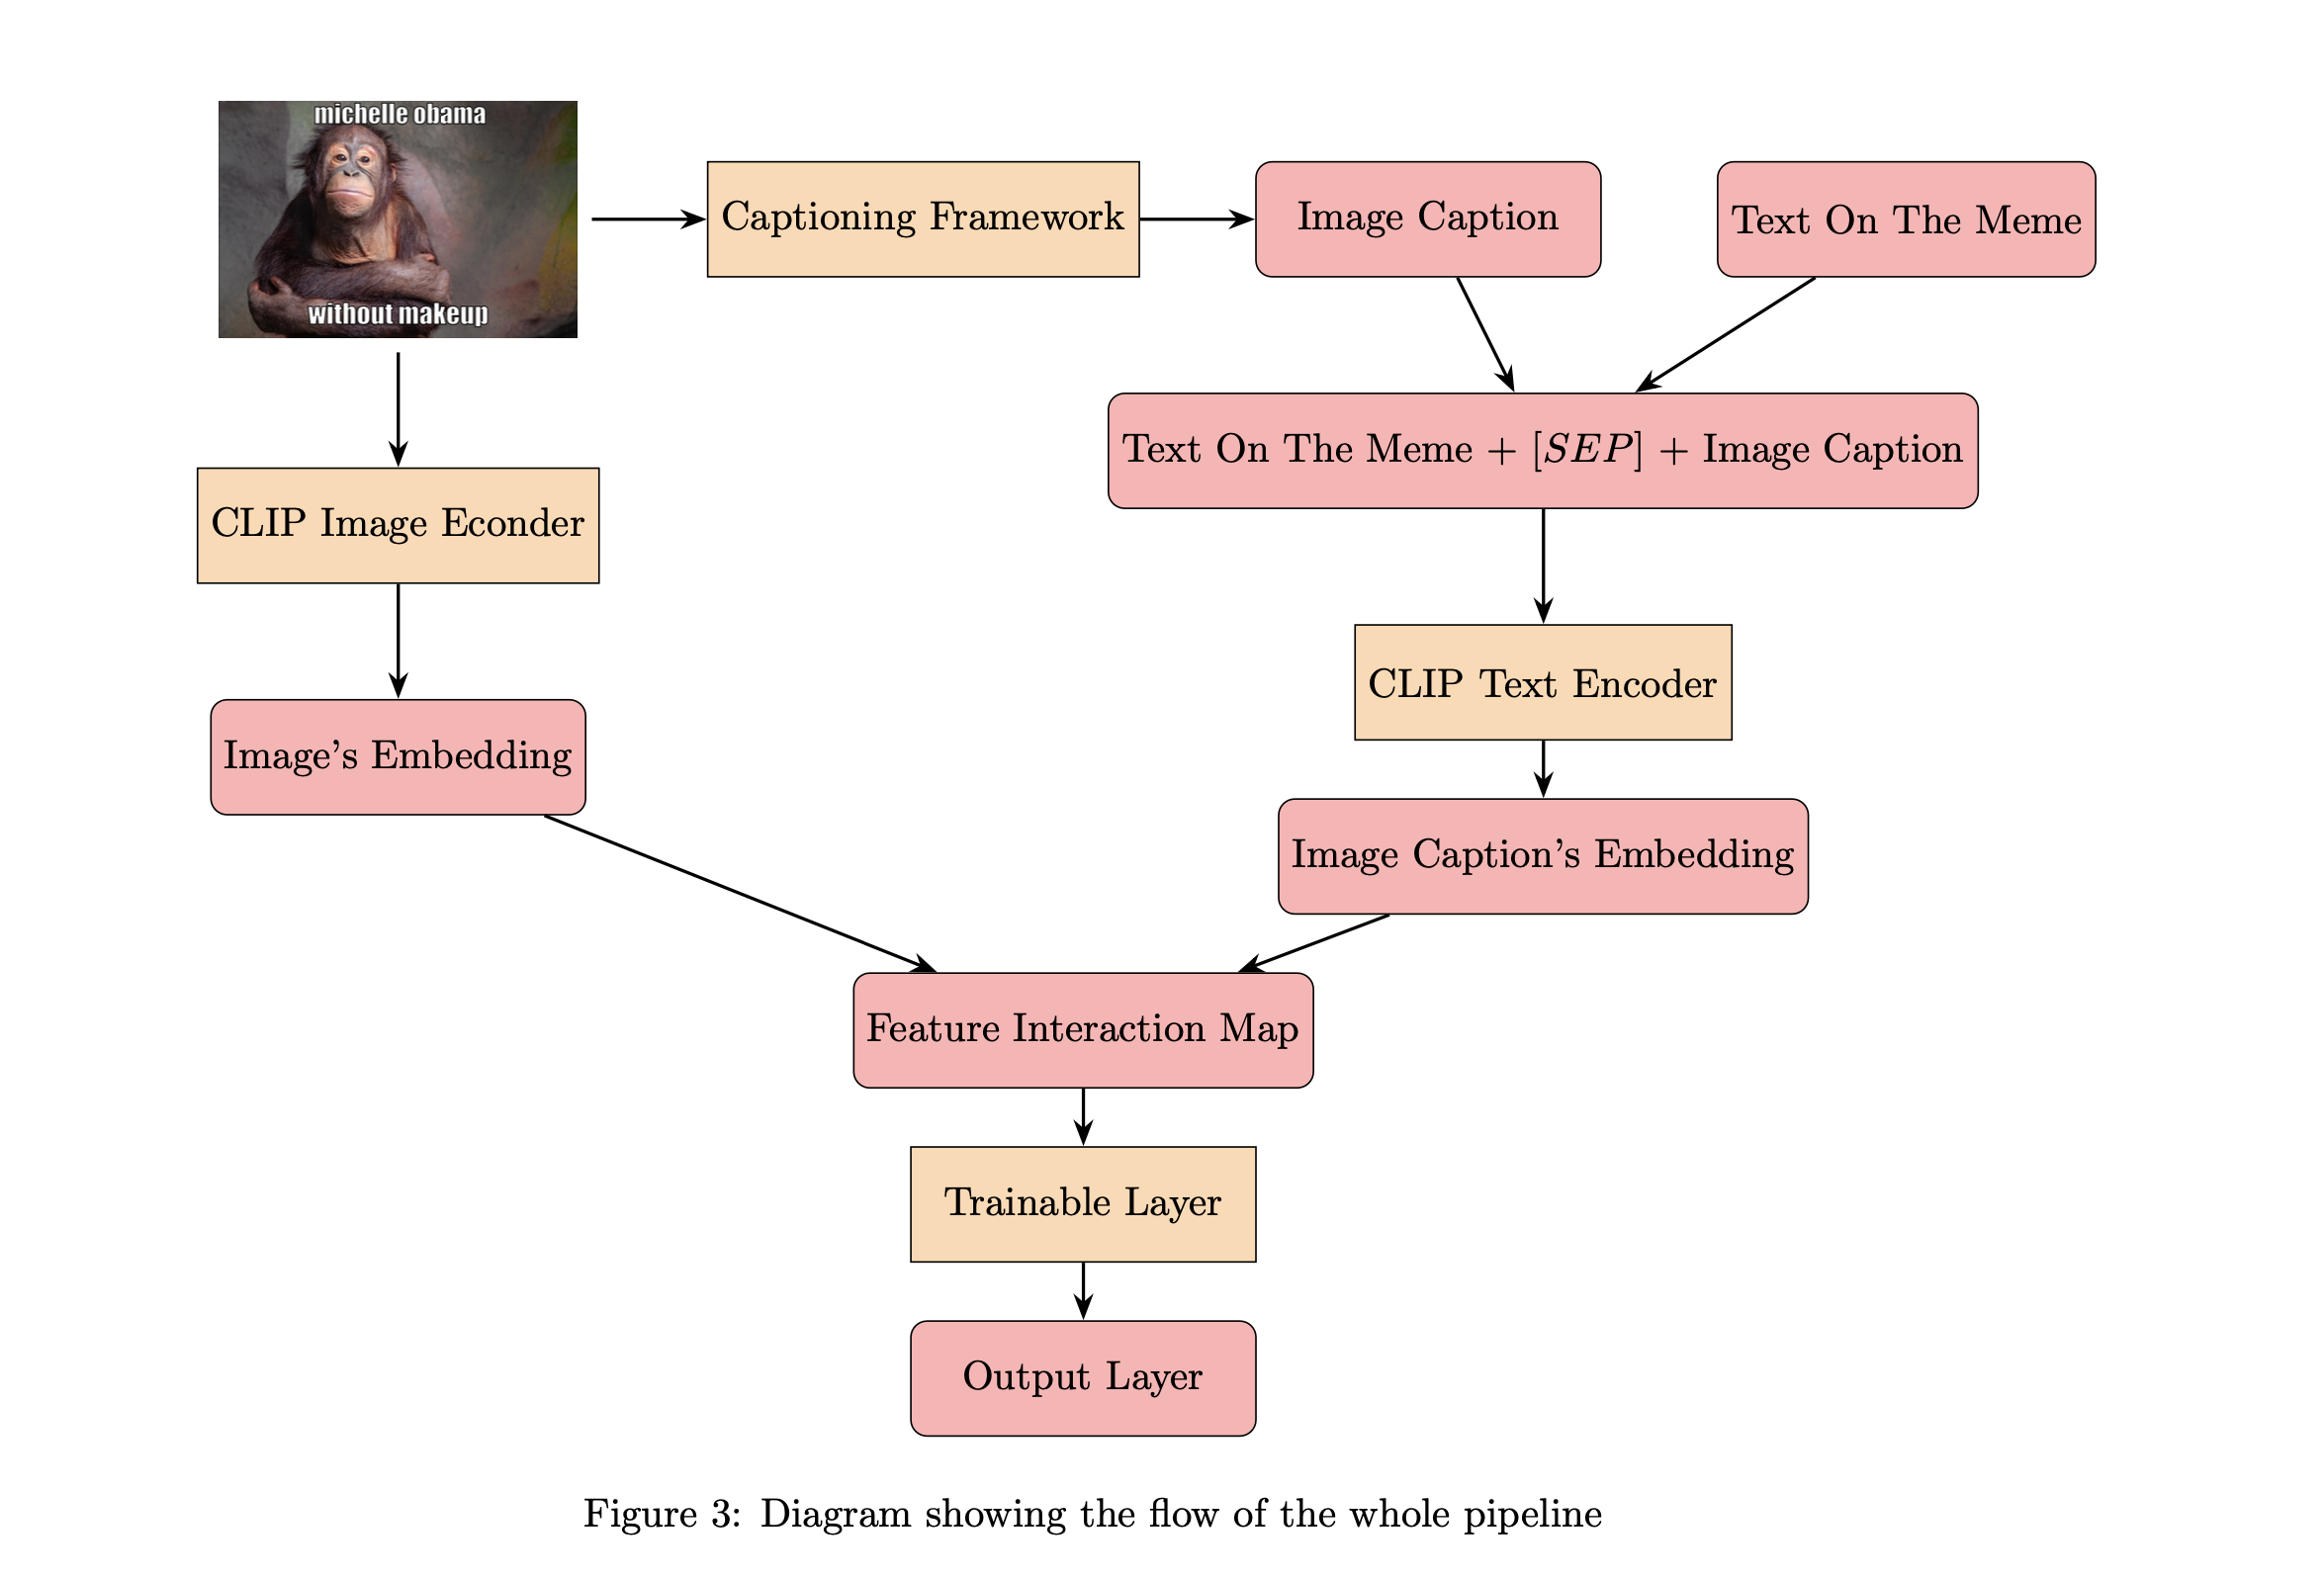 michelle obama
without makeup
Captioning Framework
Image Caption
Text On The Meme
Text On The Meme + [SEP] + Image Caption
CLIP Image Econder
CLIP Text Encoder
Image's Embedding
Image Caption's Embedding
Feature Interaction Map
Trainable Layer
Output Layer
Figure 3: Diagram showing the flow of the whole pipeline